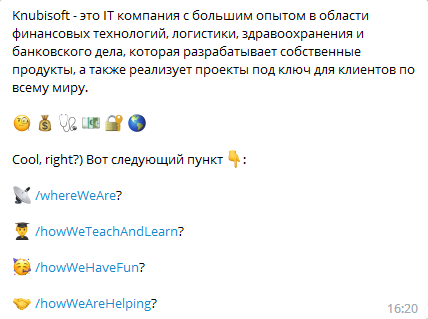 Knubisoft - это IT компания с большим опытом в области
финансовых технологий, логистики, здравоохранения и
банковского дела, которая разрабатывает собственные
продукты, а также реализует проекты под ключ для клиентов по
всему миру.
🧐 💰 🩺 💵 🔐 🌎
Cool, right?) Вот следующий пункт 👇:
📡 /whereWeAre?
👨‍🎓 /howWeTeachAndLearn?
🥳 /howWeHaveFun?
🤝 /howWeAreHelping?
16:20